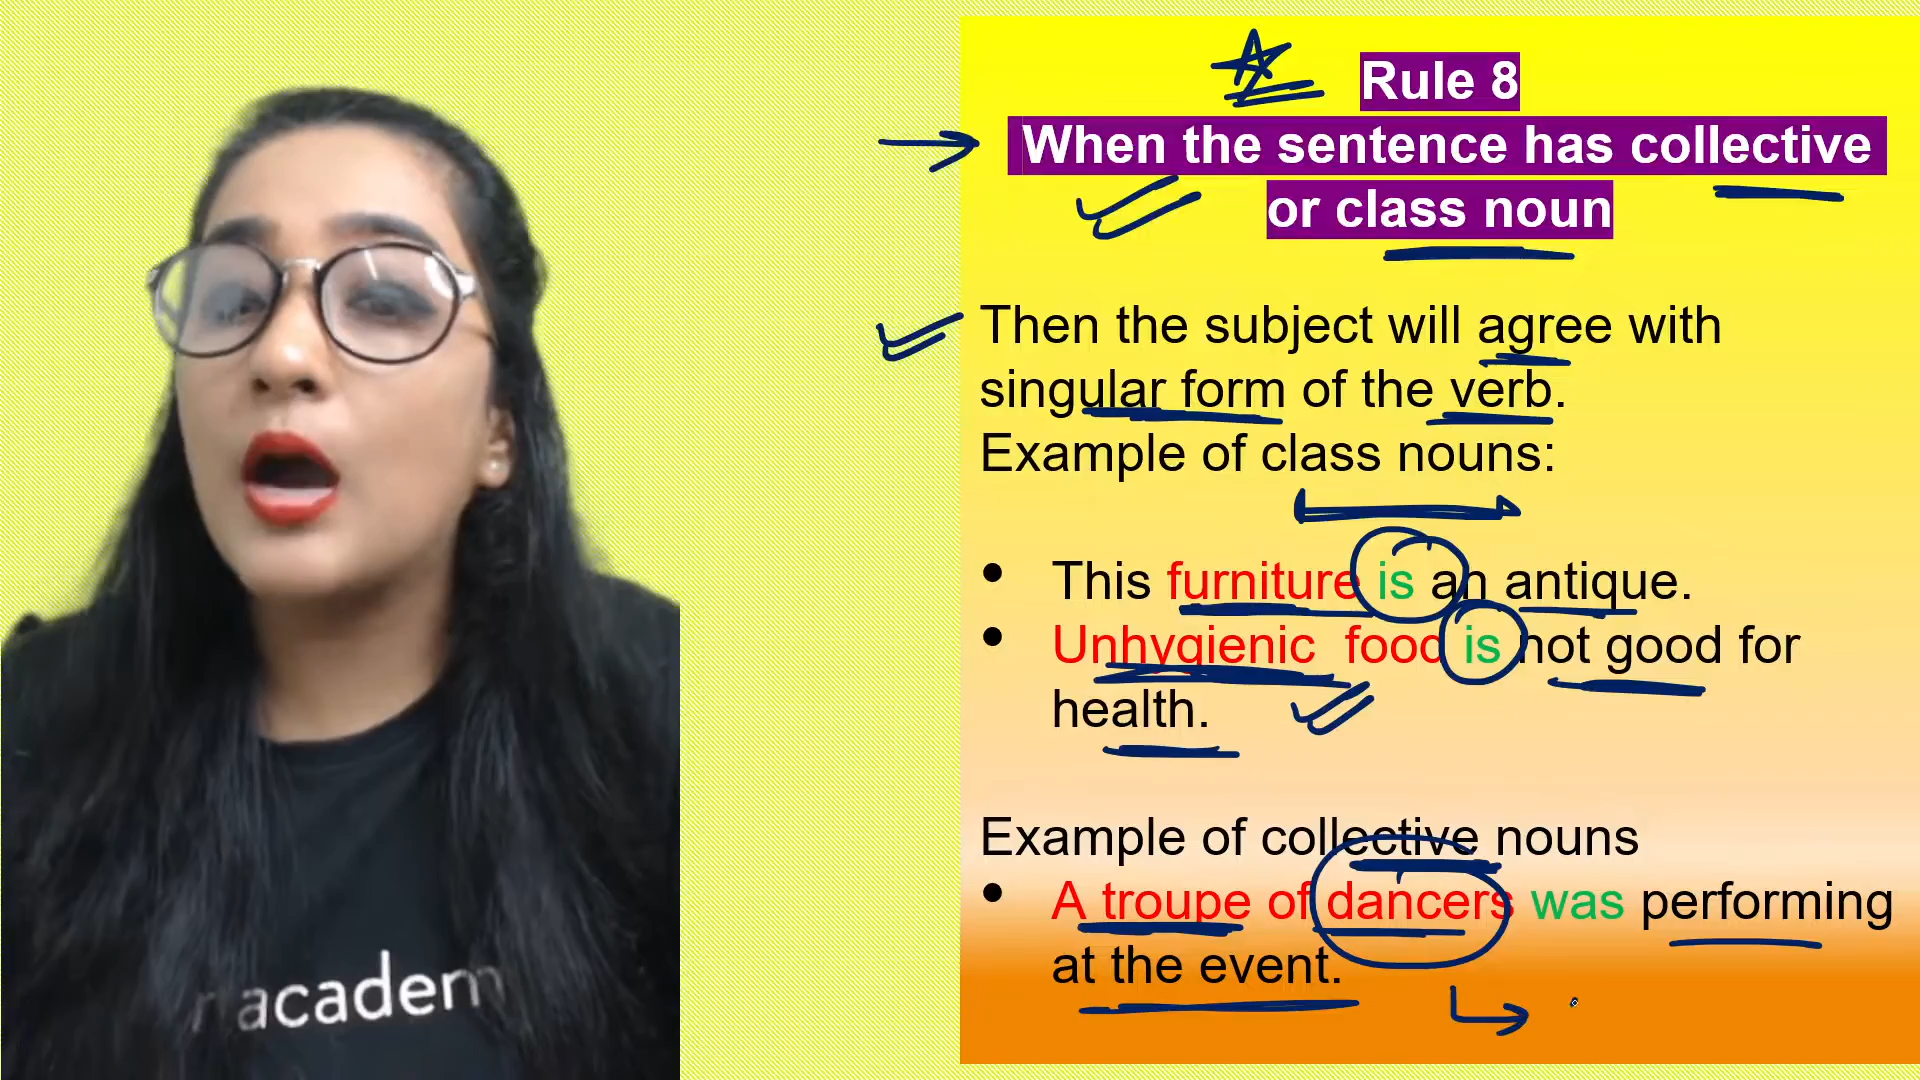 Rule 8
When the sentence has collective
or class noun
Then the subject will agree with
singular form of the verb.
Example of class nouns:
• This furniture is an antique.
• Unhygienic food is not good for
health.
Example of collective nouns
• A troupe of dancers was performing
at the event.
academ